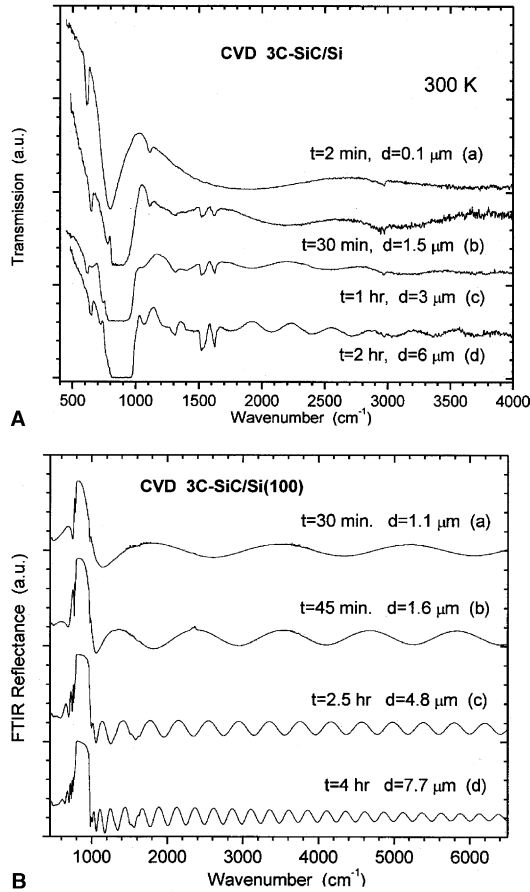 CVD 3C-SiC/Si
300 K
t=2 min, d=0.1 μm (a)
t=30 min, d=1.5 μm (b)
t=1 hr, d=3 μm (c)
t=2 hr, d=6 μm (d)
Transmission (a.u.)
500 1000 1500 2000 2500 3000 3500 4000
Wavenumber (cm-1)
A
CVD 3C-SiC/Si(100)
t=30 min. d=1.1 μm (a)
t=45 min. d=1.6 μm (b)
t=2.5 hr d=4.8 μm (c)
t=4 hr d=7.7 μm (d)
FTIR Reflectance (a.u.)
1000 2000 3000 4000 5000 6000
Wavenumber (cm-1)
B